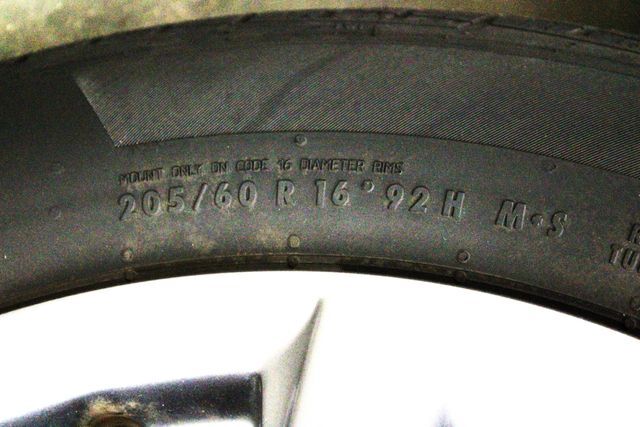 MOUNT ONLY ON CODE 16 DIAMETER RIMS
205/60 R 16 92 H M·S